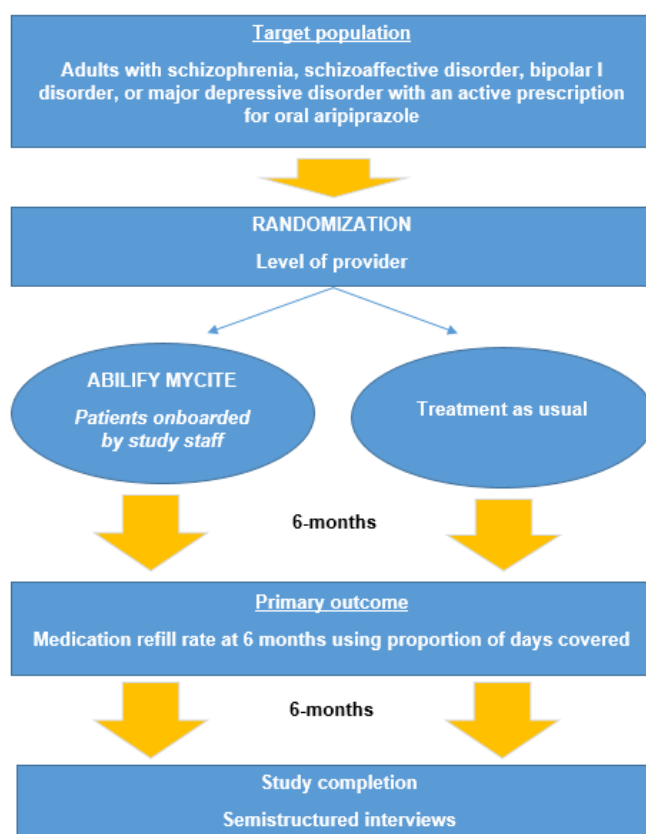 Target population
Adults with schizophrenia, schizoaffective disorder, bipolar I
disorder, or major depressive disorder with an active prescription
for oral aripiprazole
RANDOMIZATION
Level of provider
ABILIFY MYCITE
Patients onboarded
by study staff
Treatment as usual
6-months
Primary outcome
Medication refill rate at 6 months using proportion of days covered
6-months
Study completion
Semistructured interviews